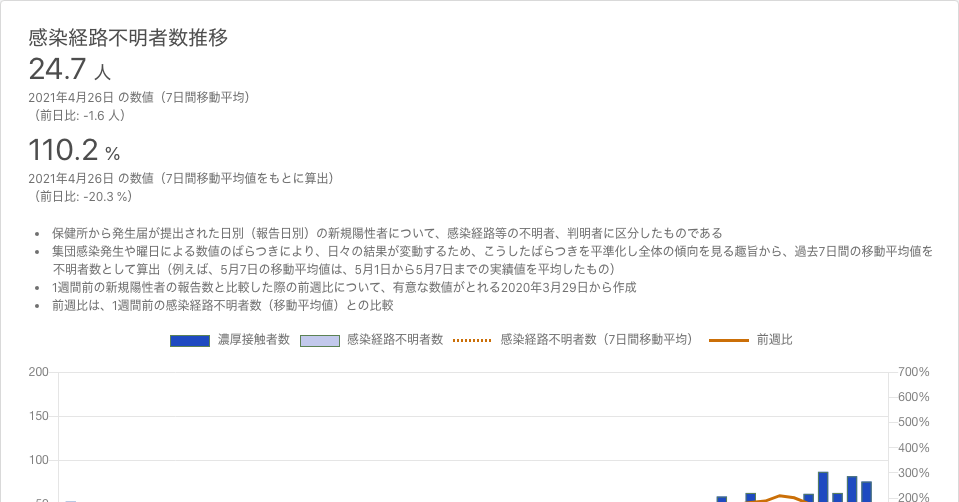 感染経路不明者数推移
24.7 人
2021年4月26日 の数値（7日間移動平均）
（前日比: -1.6 人）
110.2 %
2021年4月26日 の数値（7日間移動平均値をもとに算出）
（前日比: -20.3 %）
• 保健所から発生届が提出された日別（報告日別）の新規陽性者について、感染経路等の不明者、判明者に区分したものである
• 集団感染発生や曜日による数値のばらつきにより、日々の結果が変動するため、こうしたばらつきを平準化し全体の傾向を見る趣旨から、過去7日間の移動平均値を
不明者数として算出（例えば、5月7日の移動平均値は、5月1日から5月7日までの実績値を平均したもの）
• 1週間前の新規陽性者の報告数と比較した際の前週比について、有意な数値がとれる2020年3月29日から作成
• 前週比は、1週間前の感染経路不明者数（移動平均値）との比較
濃厚接触者数 感染経路不明者数 感染経路不明者数（7日間移動平均） 前週比
200 700%
600%
150 500%
400%
100 300%
50 200%